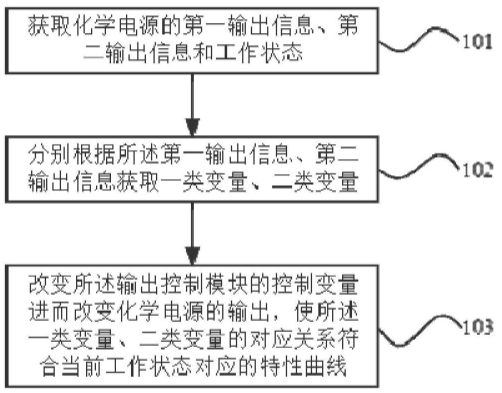 获取化学电源的第一输出信息、第
二输出信息和工作状态
101
分别根据所述第一输出信息、第二
输出信息获取一类变量、二类变量
102
改变所述输出控制模块的控制变量
进而改变化学电源的输出，使所述
一类变量、二类变量的对应关系符
合当前工作状态对应的特性曲线
103